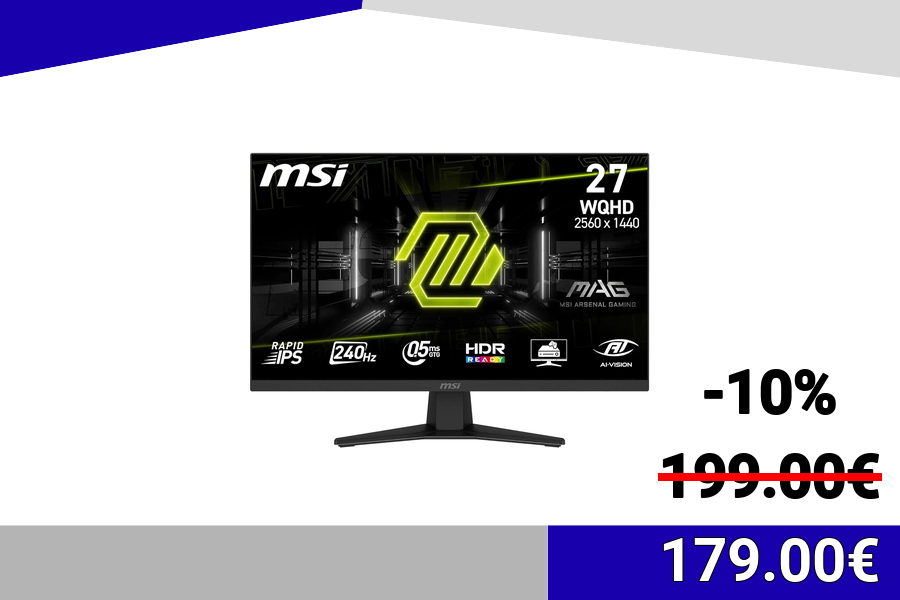 msi
27
WQHD
2560 x 1440
MAG
MSI ARSENAL GAMING
RAPID
IPS
240Hz
0.5ms
GTG
HDR
READY
AI-VISION
msi
-10%
199.00€
179.00€